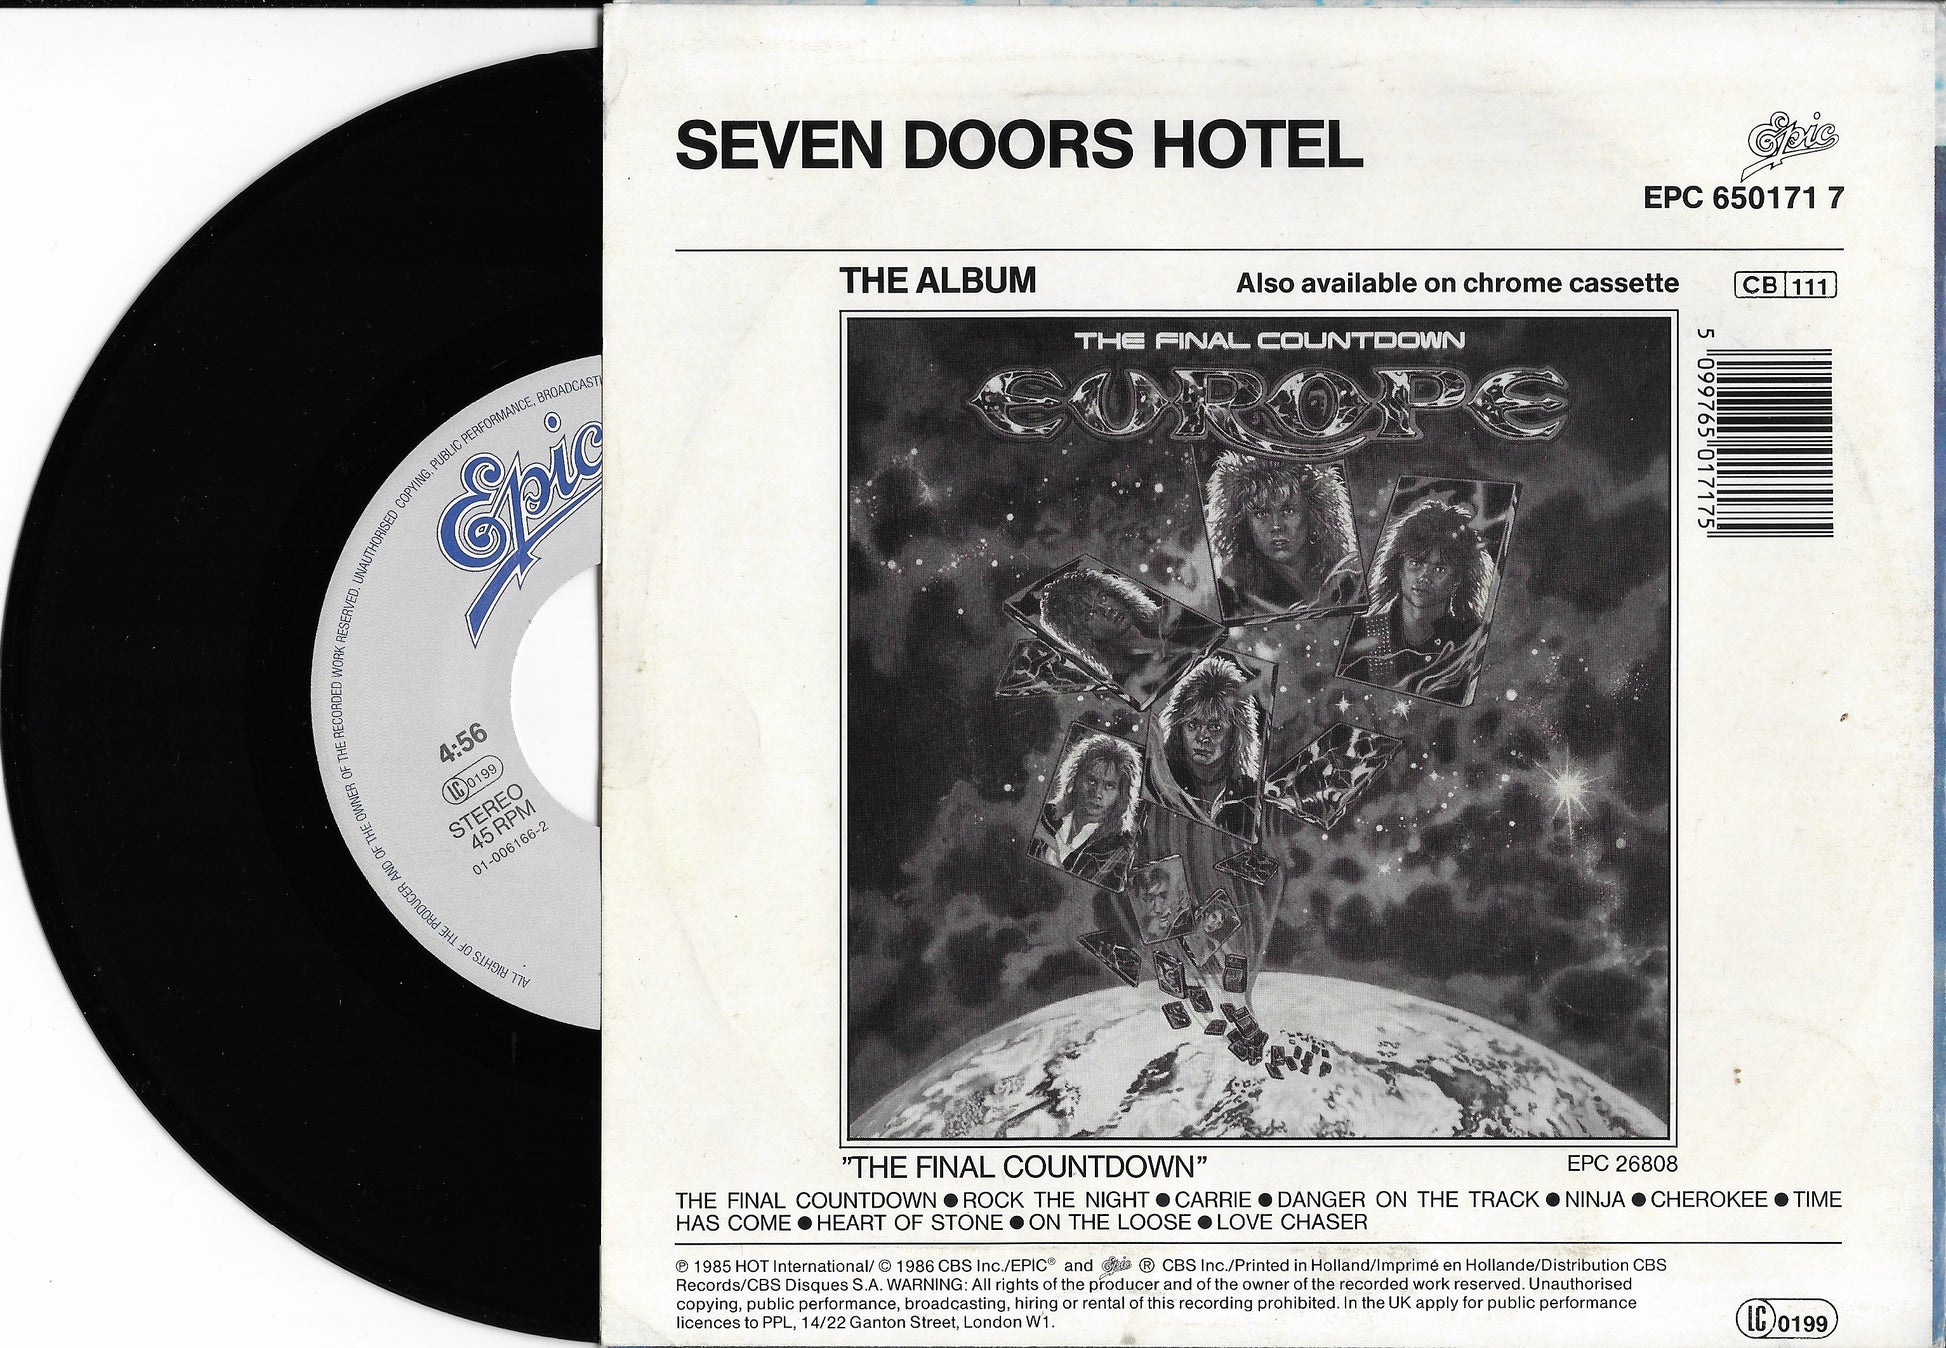 SEVEN DOORS HOTEL
Epic
EPC 650171 7
THE ALBUM
Also available on chrome cassette
CB 111
THE FINAL COUNTDOWN
EUROPE
5 099765 017175
"THE FINAL COUNTDOWN"
EPC 26808
THE FINAL COUNTDOWN ● ROCK THE NIGHT ● CARRIE ● DANGER ON THE TRACK ● NINJA ● CHEROKEE ● TIME
HAS COME ● HEART OF STONE ● ON THE LOOSE ● LOVE CHASER
℗ 1985 HOT International/ © 1986 CBS Inc./EPIC® and Epic ® CBS Inc./Printed in Holland/Imprimé en Hollande/Distribution CBS
Records/CBS Disques S.A. WARNING: All rights of the producer and of the owner of the recorded work reserved. Unauthorised
copying, public performance, broadcasting, hiring or rental of this recording prohibited. In the UK apply for public performance
licences to PPL, 14/22 Ganton Street, London W1.
LC 0199
ALL RIGHTS OF THE PRODUCER AND OF THE OWNER OF THE RECORDED WORK RESERVED. UNAUTHORISED COPYING, PUBLIC PERFORMANCE, BROADCASTI
Epic
4:56
LC 0199
STEREO
45 RPM
01-006166-2